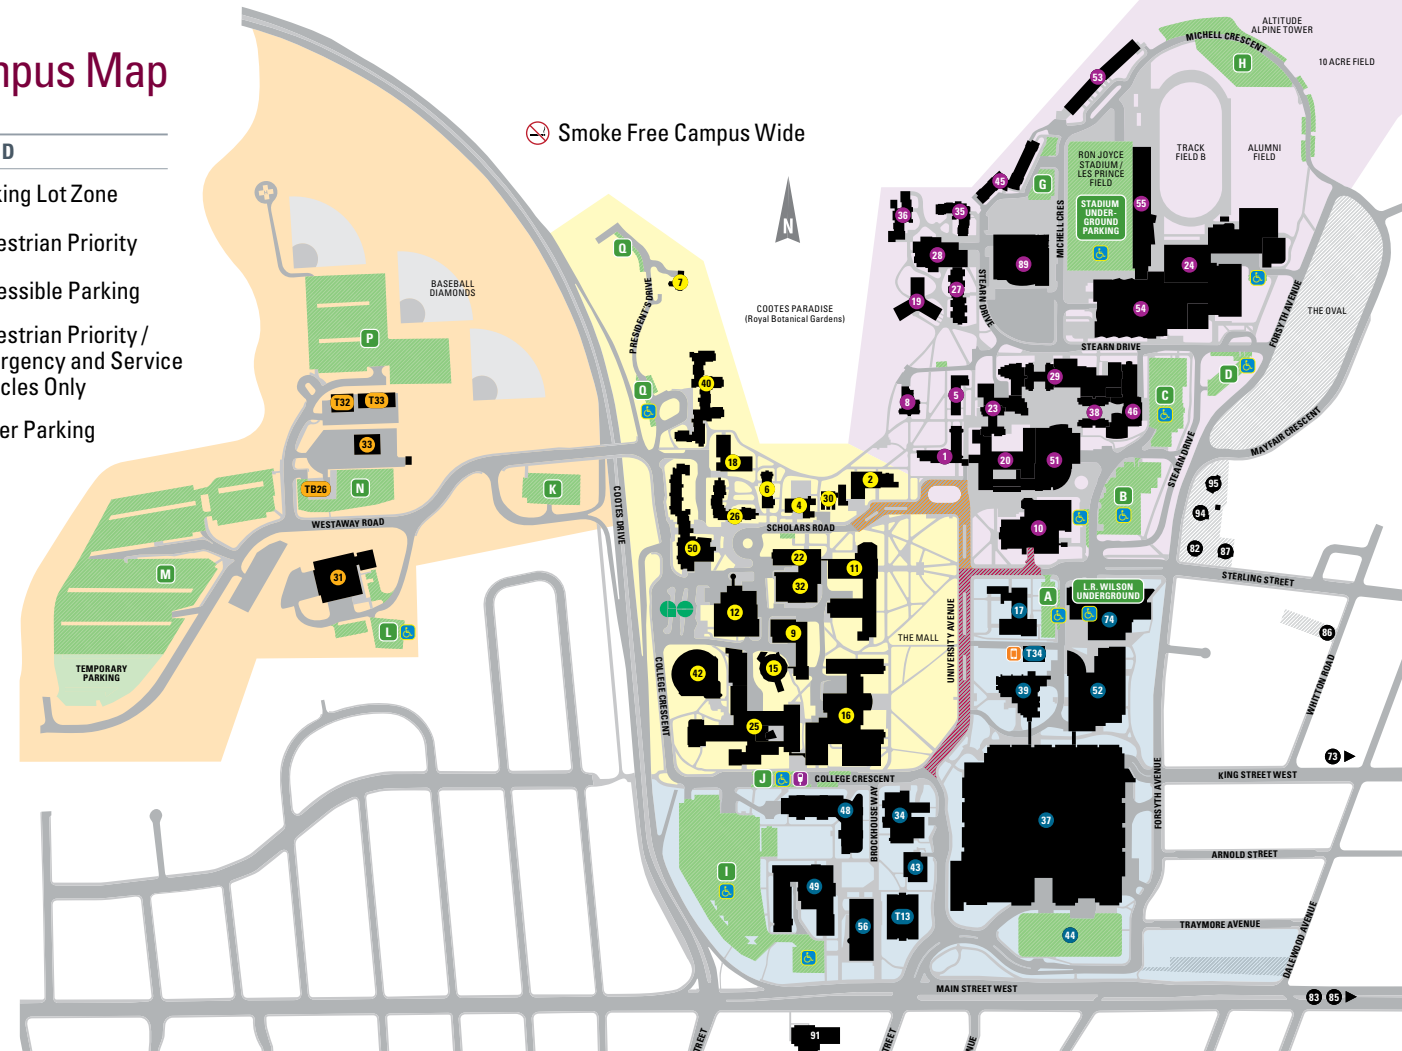 mpus Map
D
king Lot Zone
destrian Priority
essible Parking
destrian Priority /
ergency and Service
icles Only
er Parking
Smoke Free Campus Wide
N
ALTITUDE
ALPINE TOWER
MICHELL CRESCENT
10 ACRE FIELD
H
53
TRACK
FIELD B
ALUMNI
FIELD
RON JOYCE
STADIUM /
LES PRINCE
FIELD
STADIUM
UNDER-
GROUND
PARKING
45
G
55
36
35
MICHELL CRES
28
89
24
27
19
STEARN DRIVE
54
FORSYTH AVENUE
THE OVAL
STEARN DRIVE
COOTES PARADISE
(Royal Botanical Gardens)
BASEBALL
DIAMONDS
Q
7
PRESIDENT'S DRIVE
P
Q
40
T32
T33
33
TB26
N
K
WESTAWAY ROAD
M
31
L
TEMPORARY
PARKING
COOTES DRIVE
29
D
C
8
5
23
38
46
MAYFAIR CRESCENT
STEARN DRIVE
1
20
51
B
10
95
94
82
87
18
6
2
4
30
26
SCHOLARS ROAD
50
22
11
32
12
9
THE MALL
UNIVERSITY AVENUE
42
15
16
25
COLLEGE CRESCENT
J
COLLEGE CRESCENT
STERLING STREET
L.R. WILSON
UNDERGROUND
A
17
74
T34
39
52
86
WHITTON ROAD
73
KING STREET WEST
FORSYTH AVENUE
37
ARNOLD STREET
48
34
BROCKHOUSE WAY
43
I
49
56
T13
44
TRAYMORE AVENUE
DALEWOOD AVENUE
MAIN STREET WEST
83
85
91
STREET
STREET
NUE